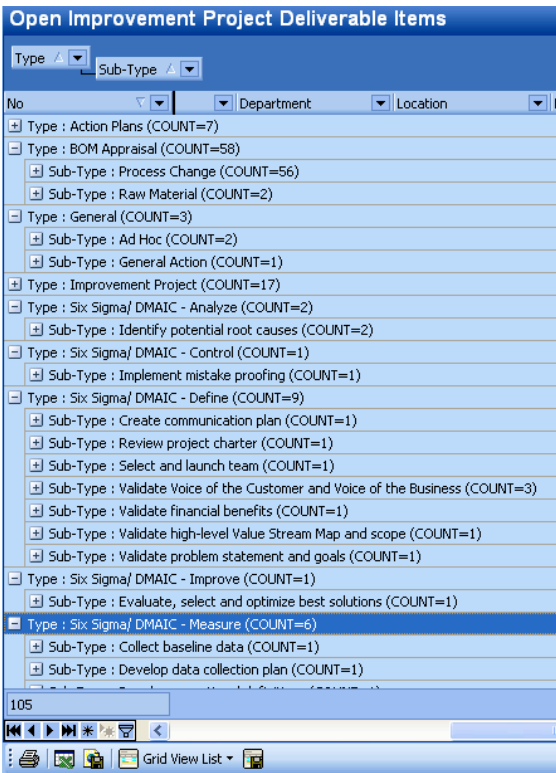 Open Improvement Project Deliverable Items
Type
Sub-Type
No Department Location
Type : Action Plans (COUNT=7)
Type : BOM Appraisal (COUNT=58)
Sub-Type : Process Change (COUNT=56)
Sub-Type : Raw Material (COUNT=2)
Type : General (COUNT=3)
Sub-Type : Ad Hoc (COUNT=2)
Sub-Type : General Action (COUNT=1)
Type : Improvement Project (COUNT=17)
Type : Six Sigma/ DMAIC - Analyze (COUNT=2)
Sub-Type : Identify potential root causes (COUNT=2)
Type : Six Sigma/ DMAIC - Control (COUNT=1)
Sub-Type : Implement mistake proofing (COUNT=1)
Type : Six Sigma/ DMAIC - Define (COUNT=9)
Sub-Type : Create communication plan (COUNT=1)
Sub-Type : Review project charter (COUNT=1)
Sub-Type : Select and launch team (COUNT=1)
Sub-Type : Validate Voice of the Customer and Voice of the Business (COUNT=3)
Sub-Type : Validate financial benefits (COUNT=1)
Sub-Type : Validate high-level Value Stream Map and scope (COUNT=1)
Sub-Type : Validate problem statement and goals (COUNT=1)
Type : Six Sigma/ DMAIC - Improve (COUNT=1)
Sub-Type : Evaluate, select and optimize best solutions (COUNT=1)
Type : Six Sigma/ DMAIC - Measure (COUNT=6)
Sub-Type : Collect baseline data (COUNT=1)
Sub-Type : Develop data collection plan (COUNT=1)
105
Grid View List